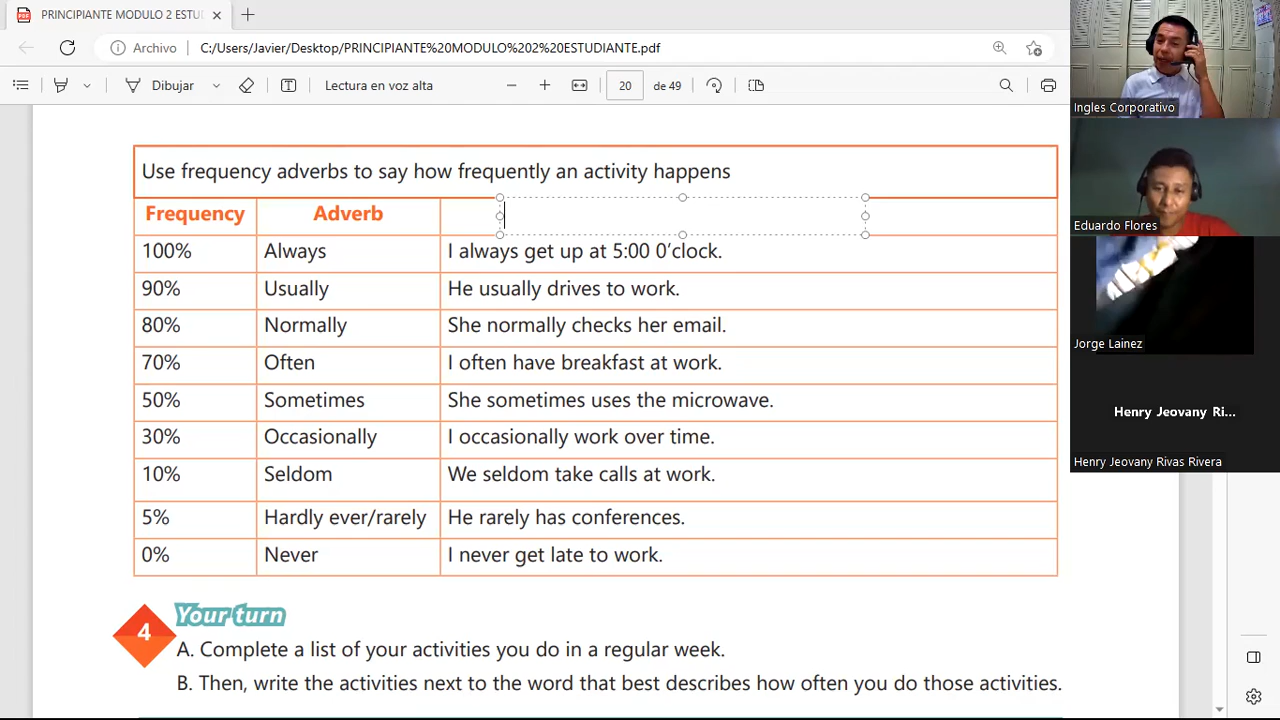 PRINCIPIANTE MODULO 2 ESTU
Archivo
C:/Users/Javier/Desktop/PRINCIPIANTE%20MODULO%202%20ESTUDIANTE.pdf
Dibujar
Lectura en voz alta
20
de 49
Use frequency adverbs to say how frequently an activity happens
Frequency Adverb
100% Always I always get up at 5:00 0’clock.
90% Usually He usually drives to work.
80% Normally She normally checks her email.
70% Often I often have breakfast at work.
50% Sometimes She sometimes uses the microwave.
30% Occasionally I occasionally work over time.
10% Seldom We seldom take calls at work.
5% Hardly ever/rarely He rarely has conferences.
0% Never I never get late to work.
4 Your turn
A. Complete a list of your activities you do in a regular week.
B. Then, write the activities next to the word that best describes how often you do those activities.
Ingles Corporativo
Eduardo Flores
Jorge Lainez
Henry Jeovany Ri...
Henry Jeovany Rivas Rivera